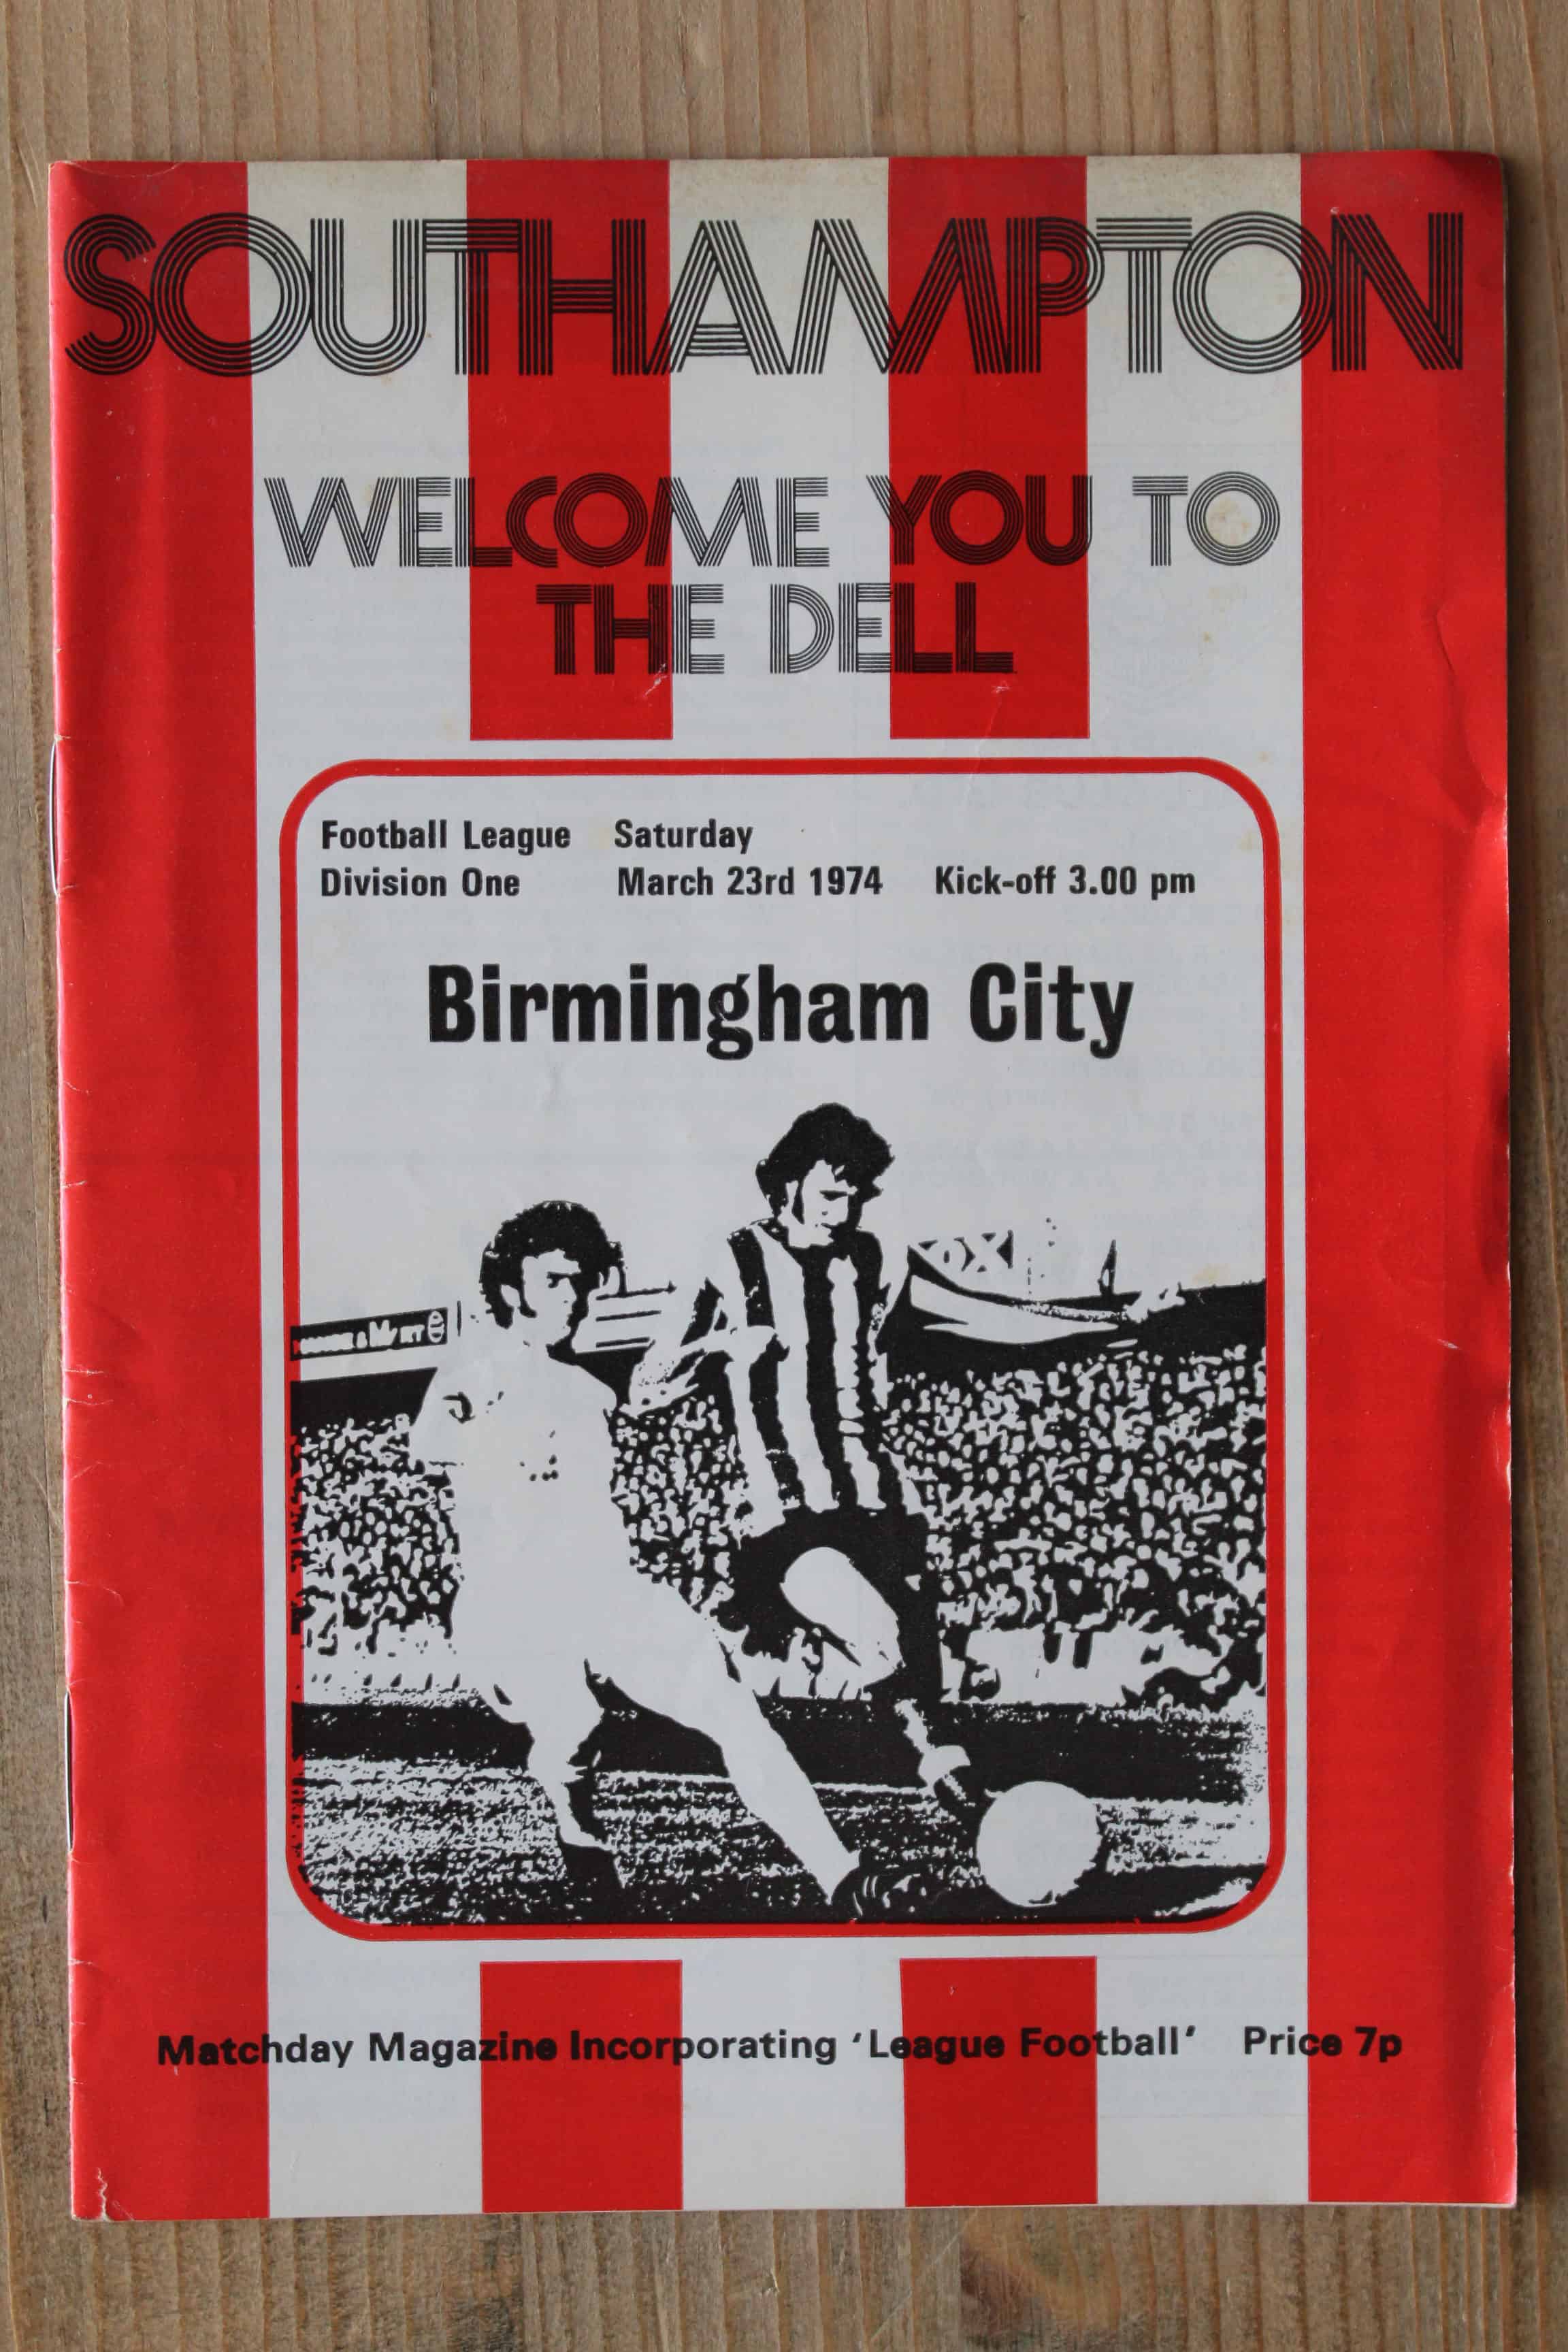 SOUTHAMPTON
WELCOME YOU TO
THE DELL
Football League Saturday
Division One March 23rd 1974 Kick-off 3.00 pm
Birmingham City
Matchday Magazine Incorporating ‘League Football’ Price 7p